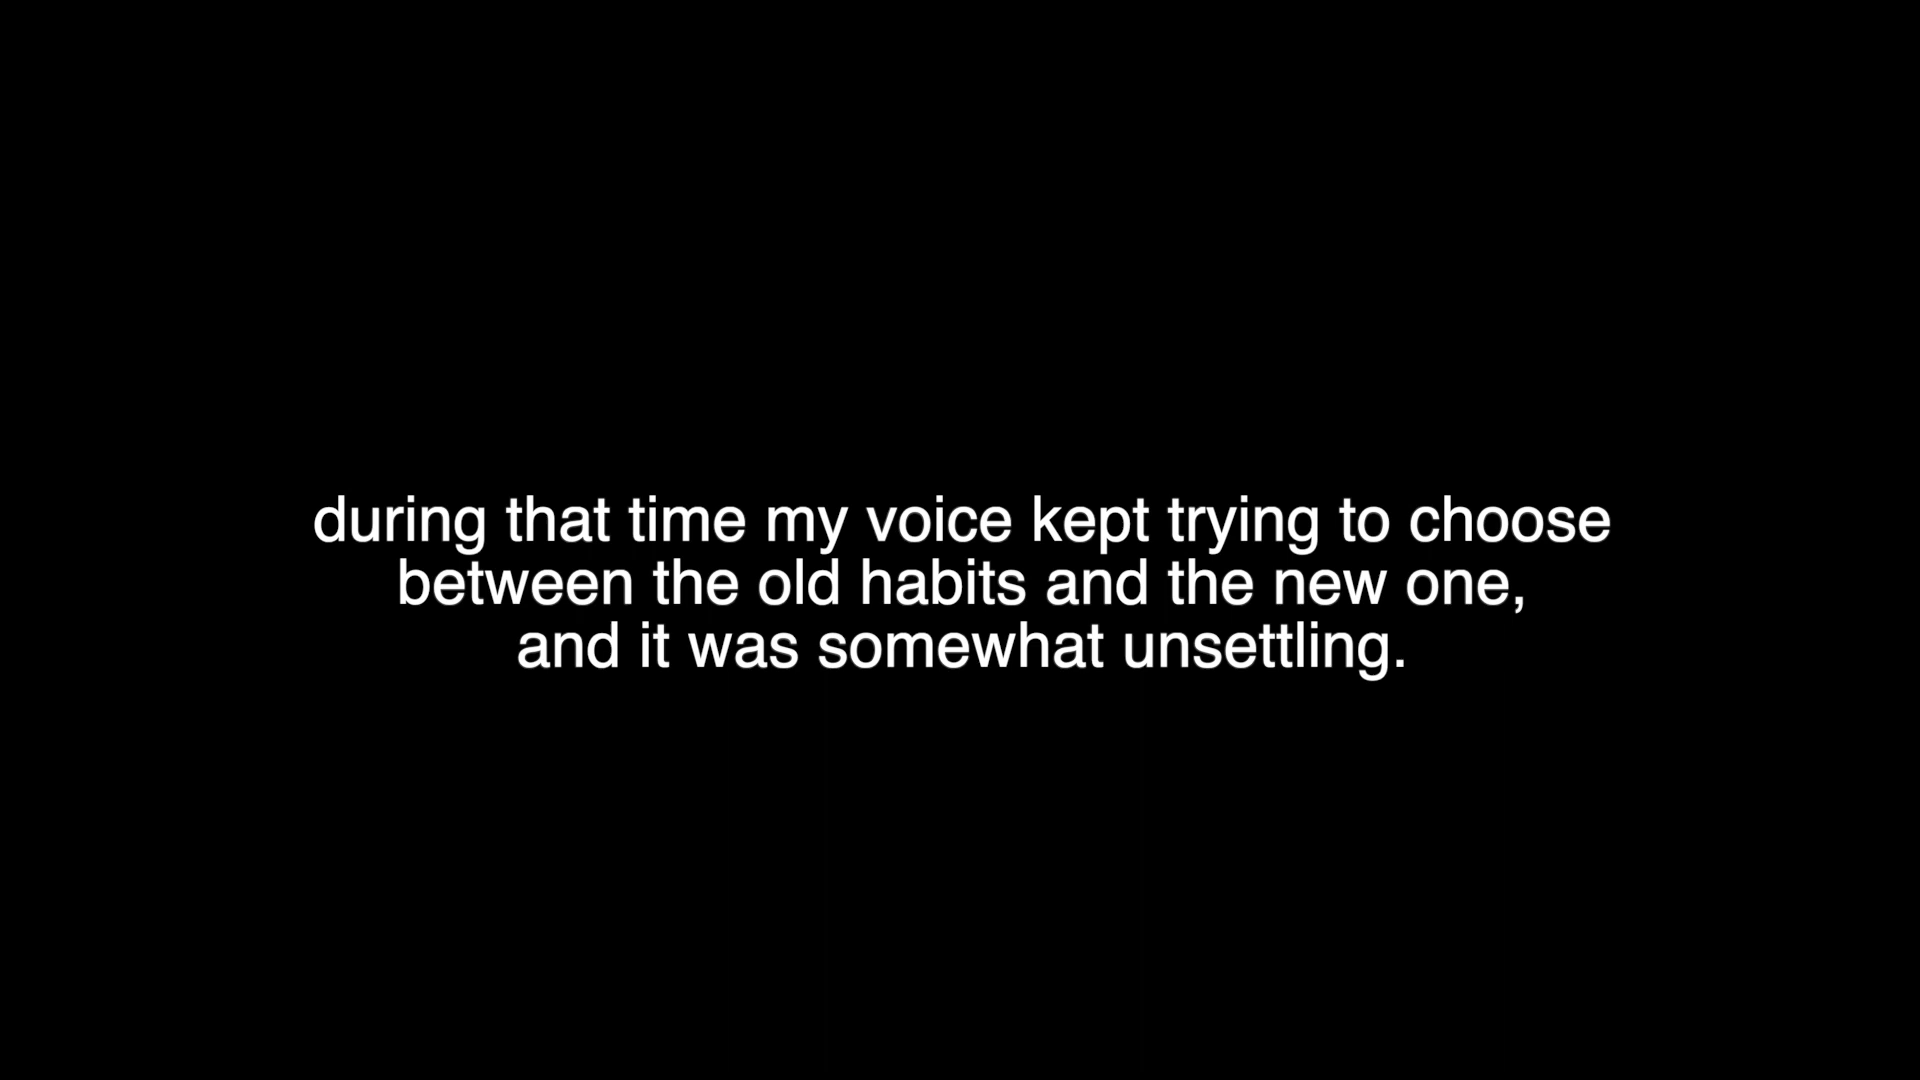 during that time my voice kept trying to choose
between the old habits and the new one,
and it was somewhat unsettling.